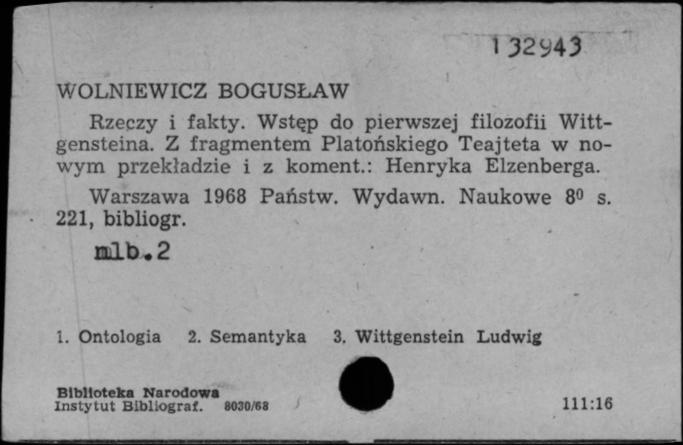 132943
WOLNIEWICZ BOGUSŁAW
Rzeczy i fakty. Wstęp do pierwszej filozofii Witt-
gensteina. Z fragmentem Platońskiego Teajteta w no-
wym przekładzie i z koment.: Henryka Elzenberga.
Warszawa 1968 Państw. Wydawn. Naukowe 8⁰ s.
221, bibliogr.
nlb.2
1. Ontologia 2. Semantyka 3. Wittgenstein Ludwig
Biblioteka Narodowa
Instytut Bibliograf. 8030/68
111:16